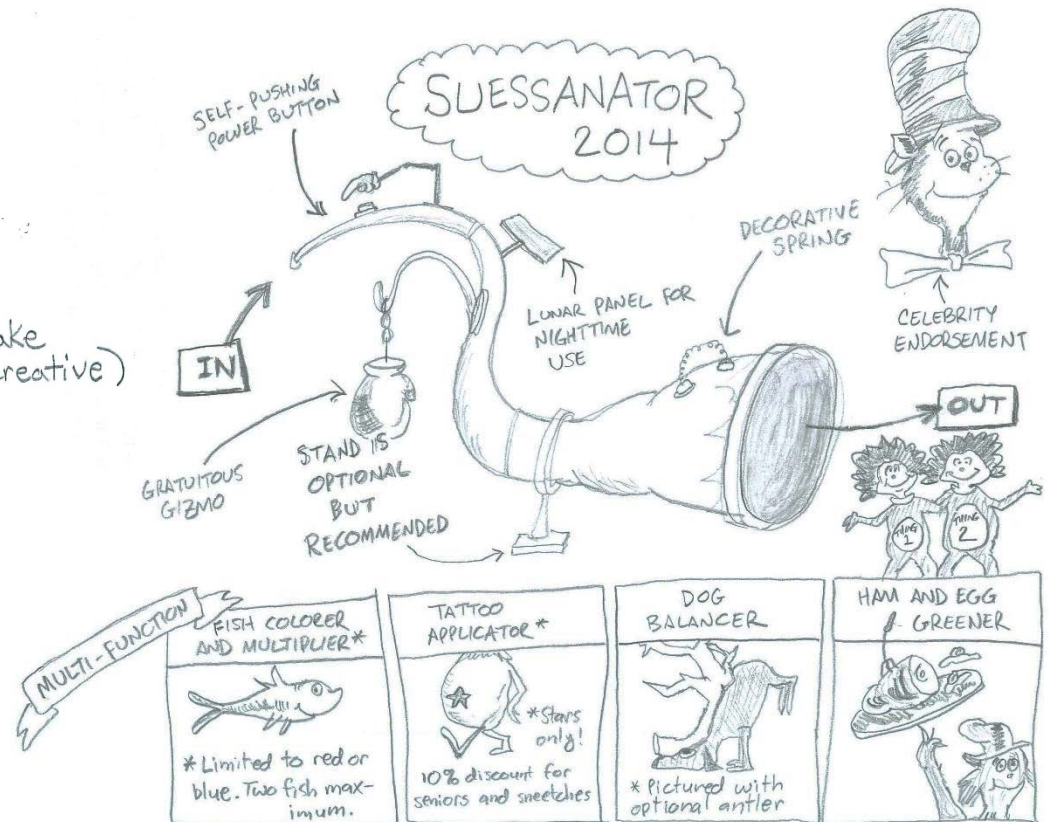 SUESSANATOR
2014
SELF-PUSHING
POWER BUTTON
DECORATIVE
SPRING
LUNAR PANEL FOR
NIGHTTIME
USE
CELEBRITY
ENDORSEMENT
ake
creative)
IN
OUT
GRATUITOUS
GIZMO
STAND IS
OPTIONAL
BUT
RECOMMENDED
THING
1
THING
2
MULTI-FUNCTION
FISH COLORER
AND MULTIPLIER*
* Limited to red or
blue. Two fish max-
imum.
TATTOO
APPLICATOR*
*Stars
only!
10% discount for
seniors and sneetches
DOG
BALANCER
* Pictured with
optional antler
HAM AND EGG
GREENER